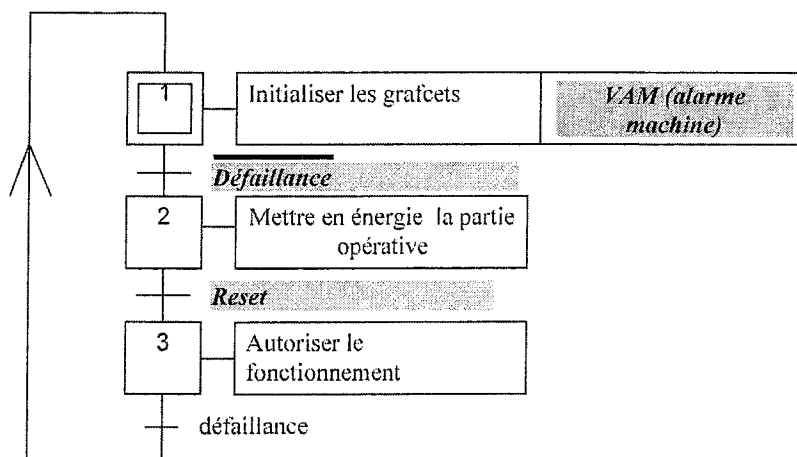 1
Initialiser les grafcets
VAM (alarme
machine)
Défaillance
2
Mettre en énergie la partie
opérative
Reset
3
Autoriser le
fonctionnement
défaillance